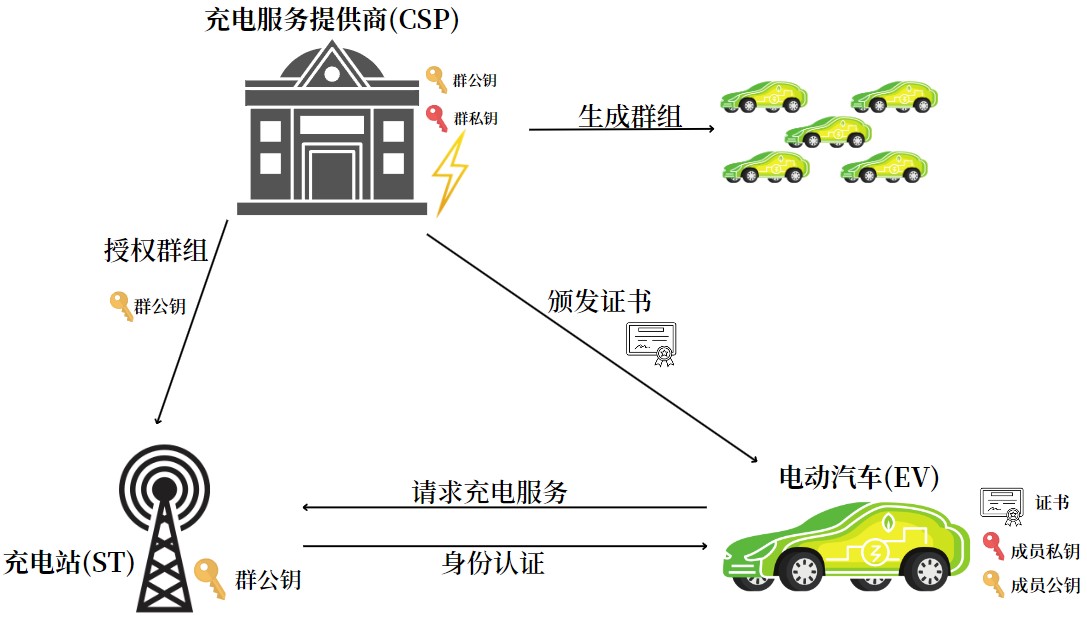 充电服务提供商(CSP)
群公钥
群私钥
生成群组
授权群组
群公钥
颁发证书
电动汽车(EV)
请求充电服务
证书
身份认证
成员私钥
成员公钥
充电站(ST)
群公钥